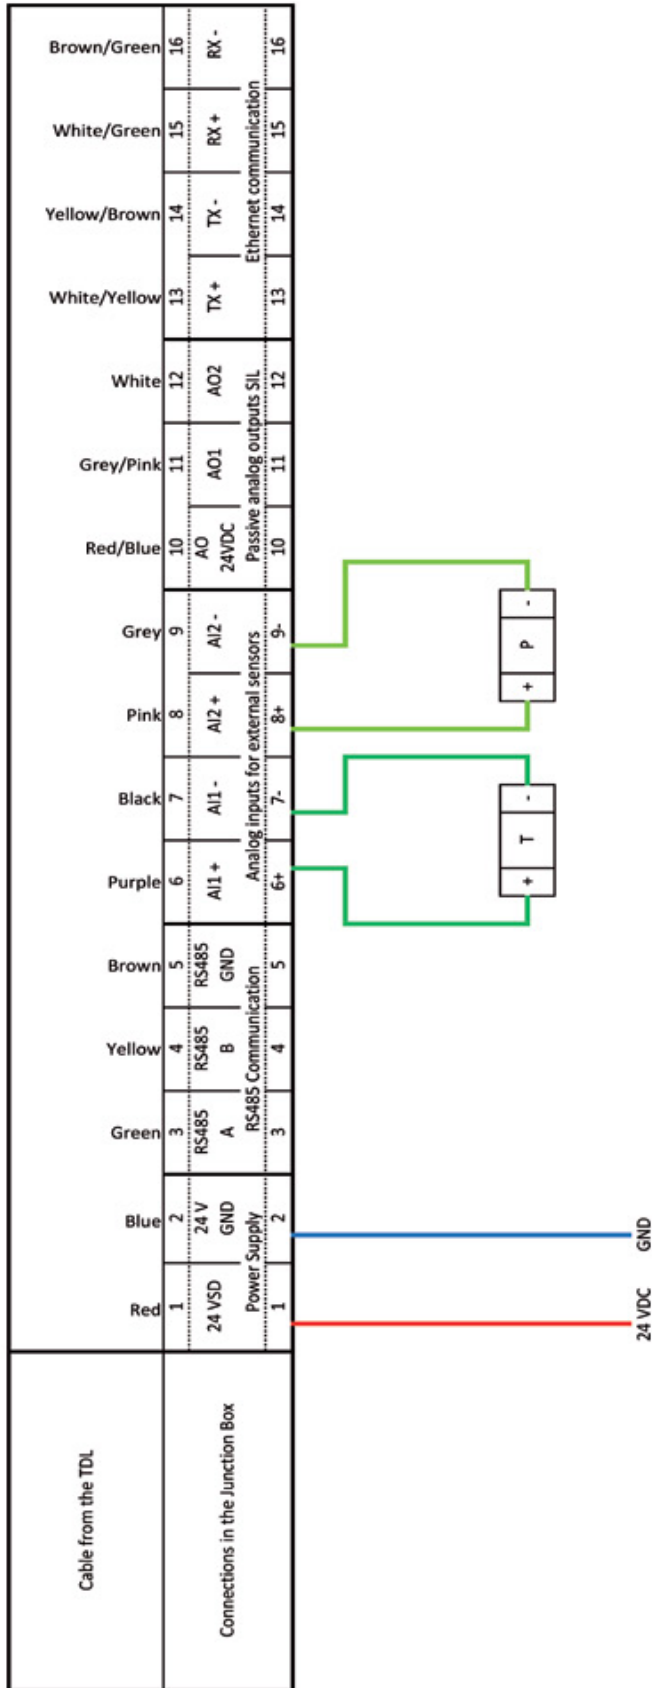 Brown/Green 16 RX - 16
White/Green 15 RX + 15
Yellow/Brown 14 TX - 14
White/Yellow 13 TX + 13
Ethernet communication
White 12 AO2 12
Grey/Pink 11 AO1 11
Red/Blue 10 AO 24VDC 10
Passive analog outputs SIL
Grey 9 AI2 - 9-
Pink 8 AI2 + 8+
Black 7 AI1 - 7-
Purple 6 AI1 + 6+
Analog inputs for external sensors
- P +
- T +
Brown 5 RS485 GND 5
Yellow 4 RS485 B 4
Green 3 RS485 A 3
RS485 Communication
Blue 2 24 V GND 2
Red 1 24 VSD 1
Power Supply
GND
24 VDC
Cable from the TDL
Connections in the Junction Box